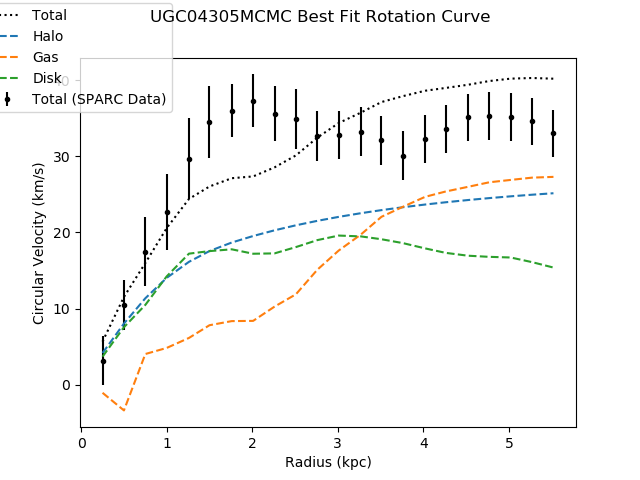 UGC04305MCMC Best Fit Rotation Curve
Total
Halo
Gas
Disk
Total (SPARC Data)
40
30
20
10
0
Circular Velocity (km/s)
0 1 2 3 4 5
Radius (kpc)